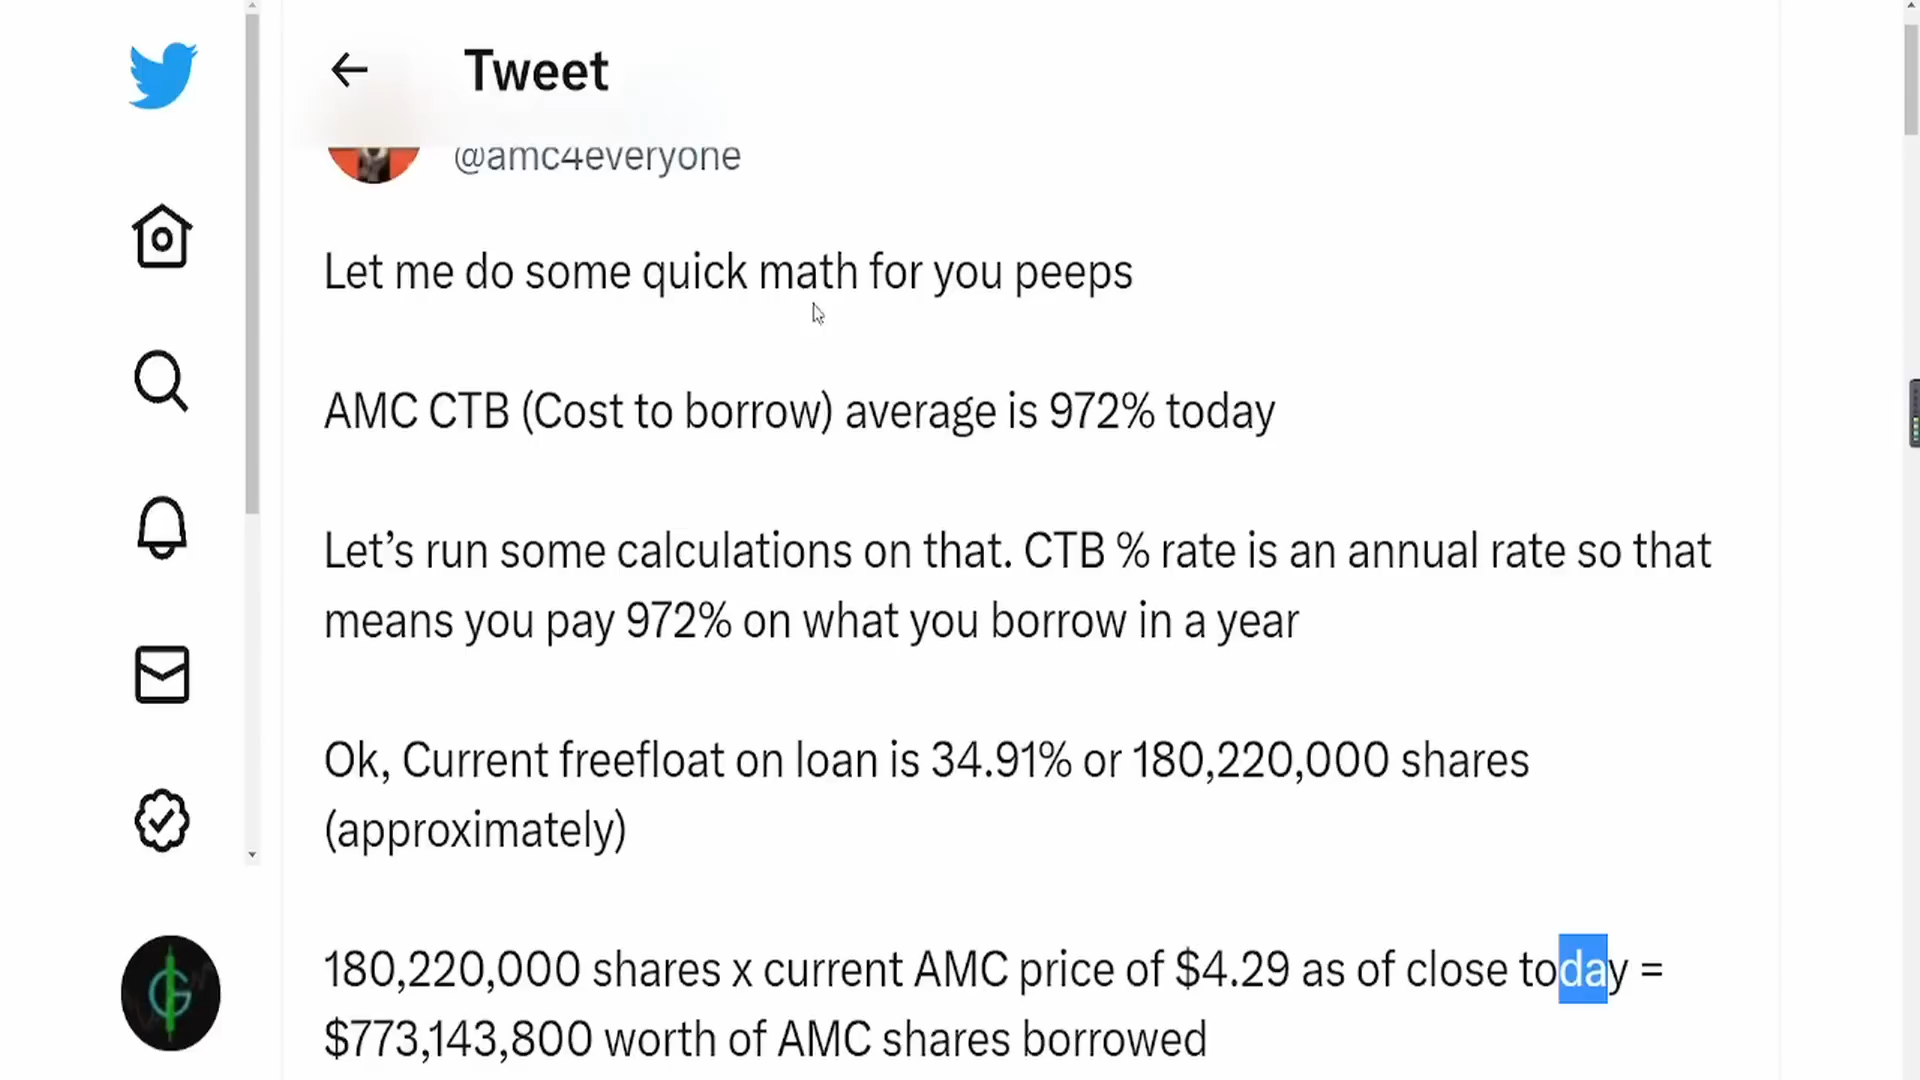 Tweet
@amc4everyone
Let me do some quick math for you peeps
AMC CTB (Cost to borrow) average is 972% today
Let’s run some calculations on that. CTB % rate is an annual rate so that
means you pay 972% on what you borrow in a year
Ok, Current freefloat on loan is 34.91% or 180,220,000 shares
(approximately)
180,220,000 shares x current AMC price of $4.29 as of close today =
$773,143,800 worth of AMC shares borrowed